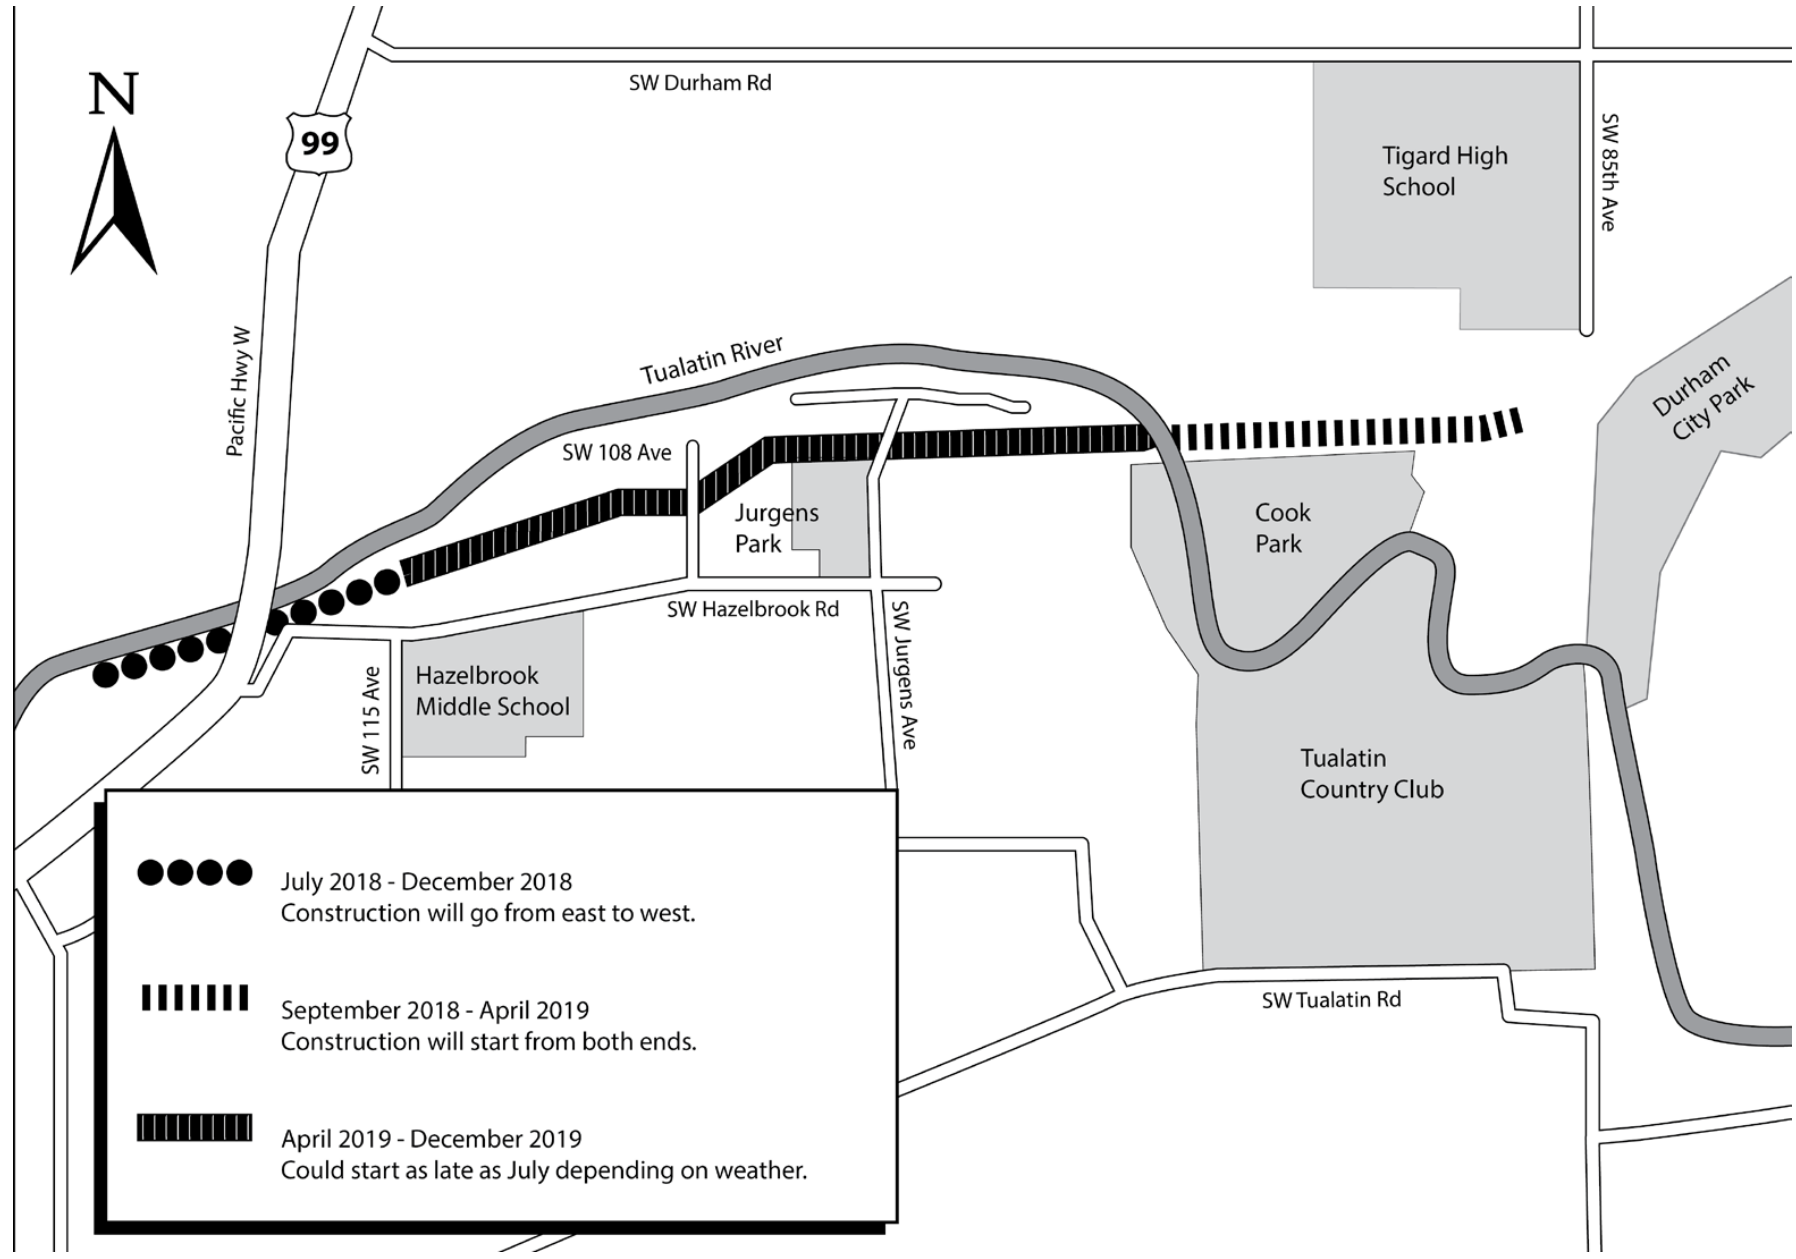 N
99
SW Durham Rd
Tigard High
School
SW 85th Ave
Pacific Hwy W
Tualatin River
Durham
City Park
SW 108 Ave
Jurgens
Park
Cook
Park
SW Hazelbrook Rd
SW Jurgens Ave
Hazelbrook
Middle School
SW 115 Ave
Tualatin
Country Club
SW Tualatin Rd
July 2018 - December 2018
Construction will go from east to west.
September 2018 - April 2019
Construction will start from both ends.
April 2019 - December 2019
Could start as late as July depending on weather.